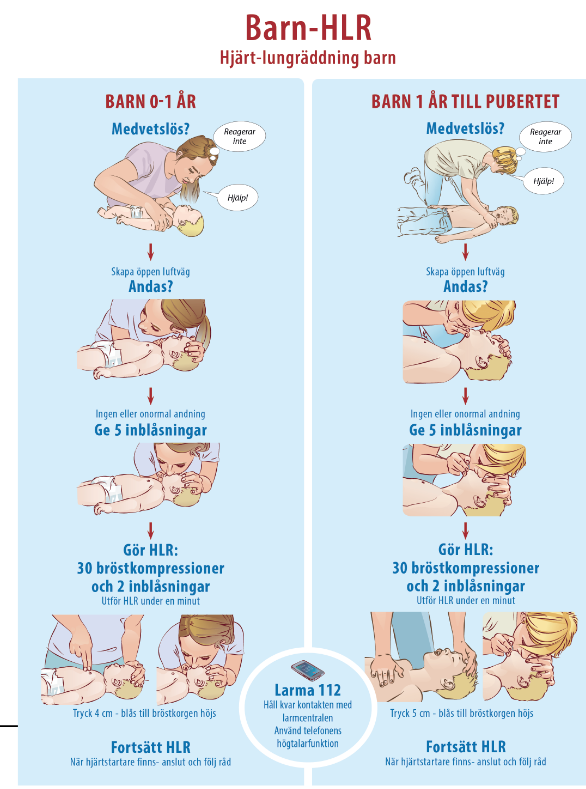 Barn-HLR
Hjärt-lungräddning barn
BARN 0-1 ÅR
Medvetslös?
Reagerar
inte
Hjälp!
Skapa öppen luftväg
Andas?
Ingen eller onormal andning
Ge 5 inblåsningar
Gör HLR:
30 bröstkompressioner
och 2 inblåsningar
Utför HLR under en minut
Tryck 4 cm - blås till bröstkorgen höjs
Fortsätt HLR
När hjärtstartare finns- anslut och följ råd
BARN 1 ÅR TILL PUBERTET
Medvetslös?
Reagerar
inte
Hjälp!
Skapa öppen luftväg
Andas?
Ingen eller onormal andning
Ge 5 inblåsningar
Gör HLR:
30 bröstkompressioner
och 2 inblåsningar
Utför HLR under en minut
Tryck 5 cm - blås till bröstkorgen höjs
Fortsätt HLR
När hjärtstartare finns- anslut och följ råd
Larma 112
Håll kvar kontakten med
larmcentralen
Använd telefonens
högtalarfunktion